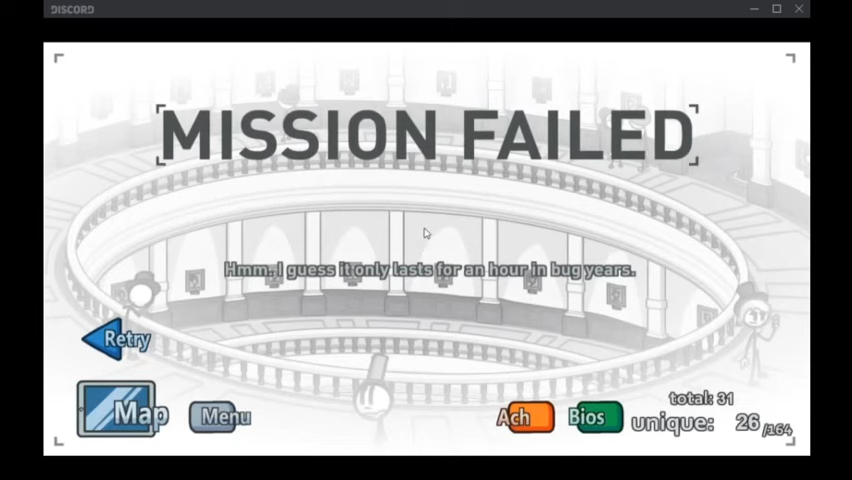 DISCORD
MISSION FAILED
Hmm.. I guess it only lasts for an hour in bug years.
Retry
Map Menu Ach Bios
total: 31
unique: 26 /164